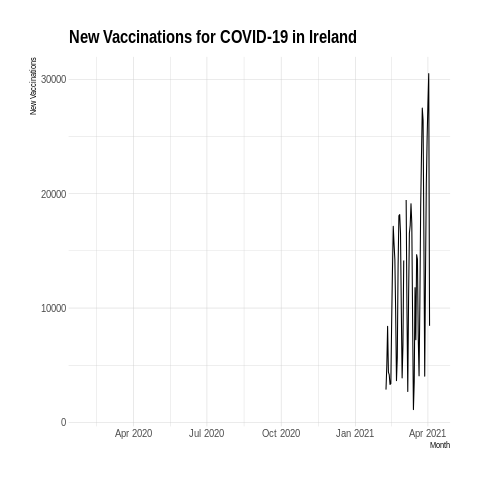 New Vaccinations for COVID-19 in Ireland
New Vaccinations
30000
20000
10000
0
Apr 2020
Jul 2020
Oct 2020
Jan 2021
Apr 2021
Month